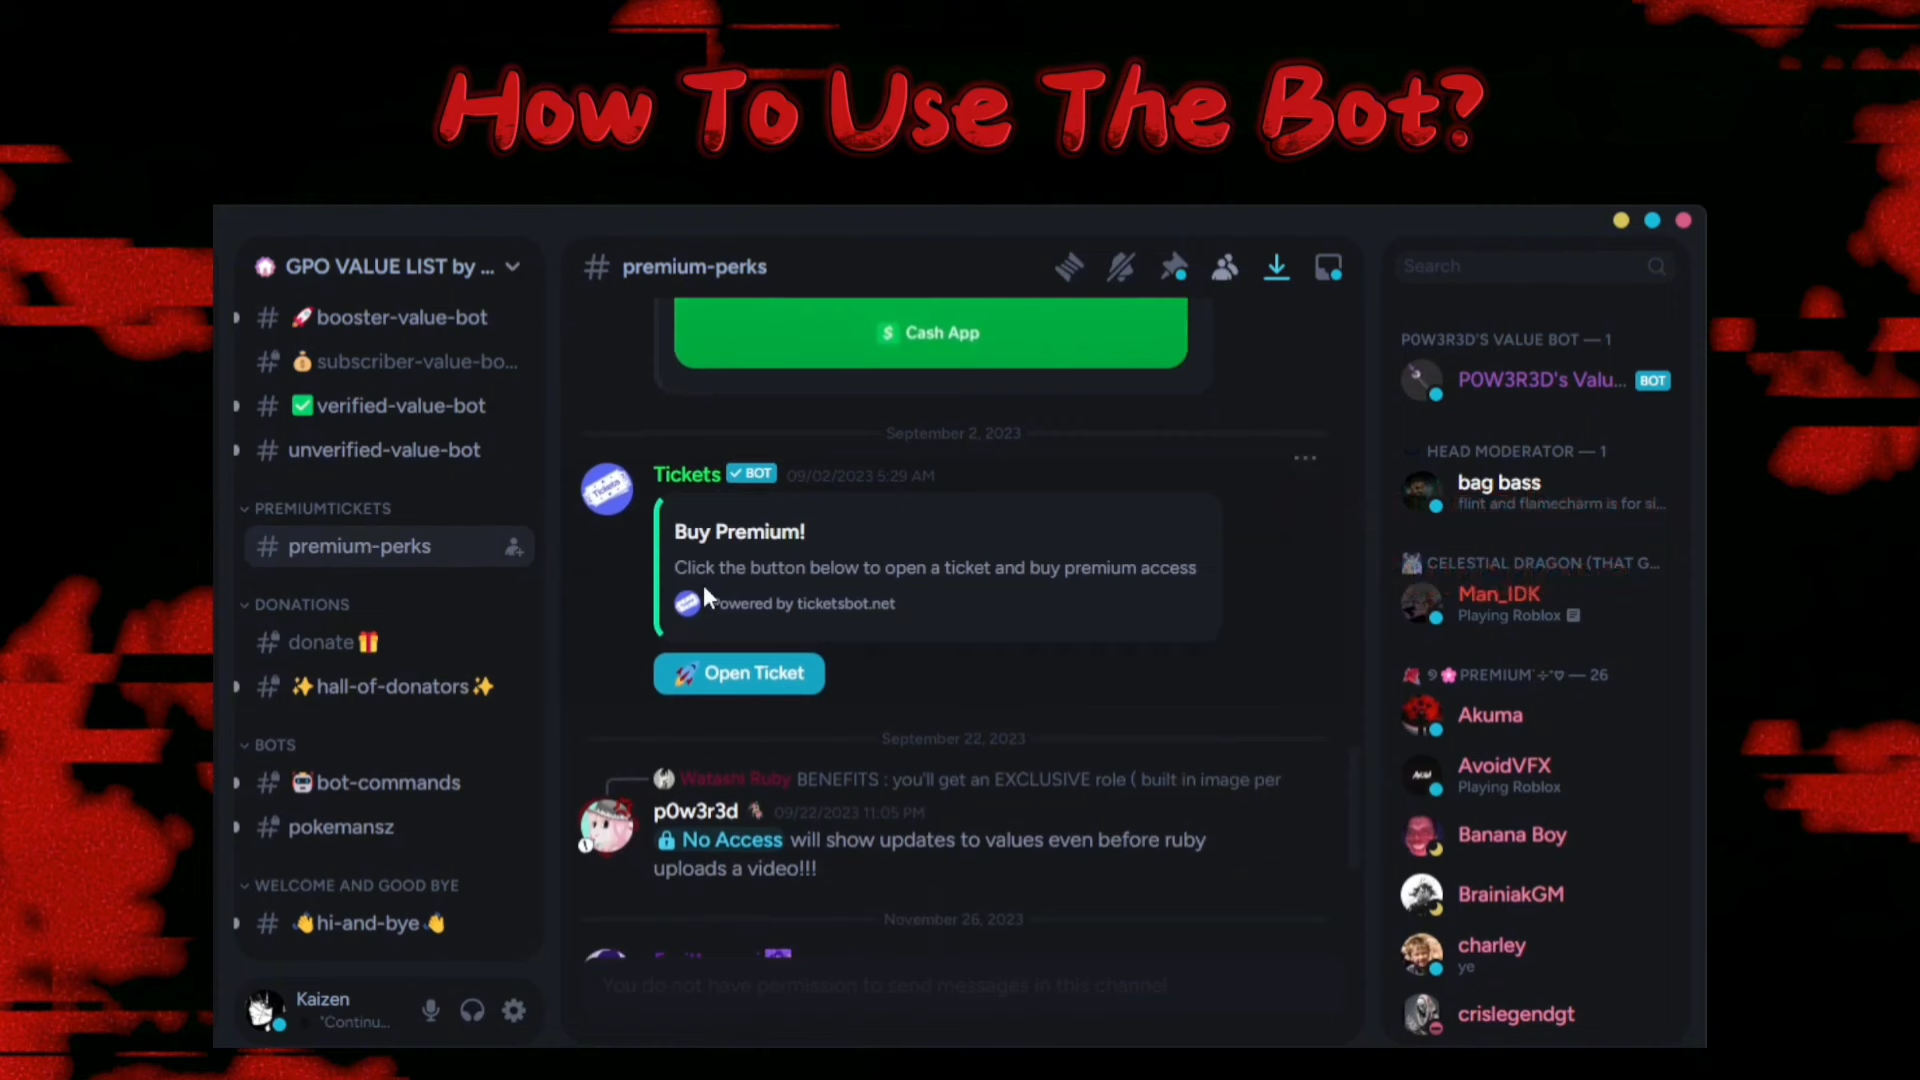 How To Use The Bot?
GPO VALUE LIST by ...
booster-value-bot
subscriber-value-bo...
verified-value-bot
unverified-value-bot
PREMIUMTICKETS
premium-perks
DONATIONS
donate
hall-of-donators
BOTS
bot-commands
pokemansz
WELCOME AND GOOD BYE
hi-and-bye
Kaizen
"Continu...
premium-perks
$ Cash App
September 2, 2023
Tickets BOT 09/02/2023 5:29 AM
Buy Premium!
Click the button below to open a ticket and buy premium access
Powered by ticketsbot.net
Open Ticket
September 22, 2023
Watashi Ruby BENEFITS : you'll get an EXCLUSIVE role ( built in image per
p0w3r3d 09/22/2023 11:05 PM
No Access will show updates to values even before ruby
uploads a video!!!
November 26, 2023
You do not have permission to send messages in this channel
Search
P0W3R3D'S VALUE BOT — 1
P0W3R3D's Valu... BOT
HEAD MODERATOR — 1
bag bass
flint and flamecharm is for si...
CELESTIAL DRAGON (THAT G...
Man_IDK
Playing Roblox
PREMIUM — 26
Akuma
AvoidVFX
Playing Roblox
Banana Boy
BrainiakGM
charley
ye
crislegendgt